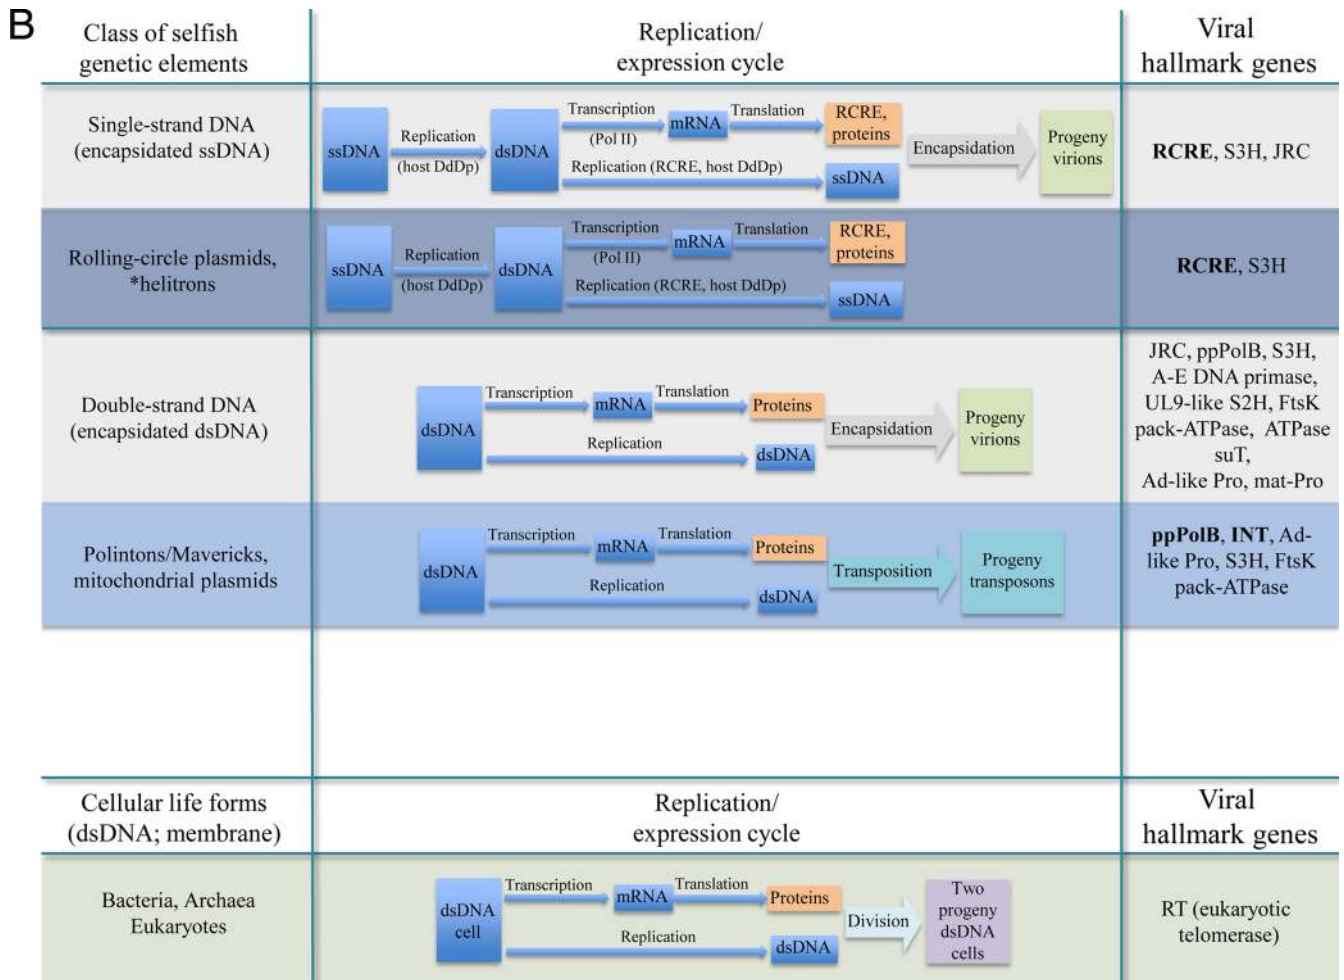 B
Class of selfish
genetic elements
Replication/
expression cycle
Viral
hallmark genes
Single-strand DNA
(encapsidated ssDNA)
ssDNA
Replication
(host DdDp)
dsDNA
Transcription
(Pol II)
mRNA
Translation
RCRE,
proteins
Replication (RCRE, host DdDp)
ssDNA
Encapsidation
Progeny
virions
RCRE, S3H, JRC
Rolling-circle plasmids,
*helitrons
ssDNA
Replication
(host DdDp)
dsDNA
Transcription
(Pol II)
mRNA
Translation
RCRE,
proteins
Replication (RCRE, host DdDp)
ssDNA
RCRE, S3H
Double-strand DNA
(encapsidated dsDNA)
dsDNA
Transcription
mRNA
Translation
Proteins
Replication
dsDNA
Encapsidation
Progeny
virions
JRC, ppPolB, S3H,
A-E DNA primase,
UL9-like S2H, FtsK
pack-ATPase, ATPase
suT,
Ad-like Pro, mat-Pro
Polintons/Mavericks,
mitochondrial plasmids
dsDNA
Transcription
mRNA
Translation
Proteins
Replication
dsDNA
Transposition
Progeny
transposons
ppPolB, INT, Ad-
like Pro, S3H, FtsK
pack-ATPase
Cellular life forms
(dsDNA; membrane)
Replication/
expression cycle
Viral
hallmark genes
Bacteria, Archaea
Eukaryotes
dsDNA
cell
Transcription
mRNA
Translation
Proteins
Replication
dsDNA
Division
Two
progeny
dsDNA
cells
RT (eukaryotic
telomerase)